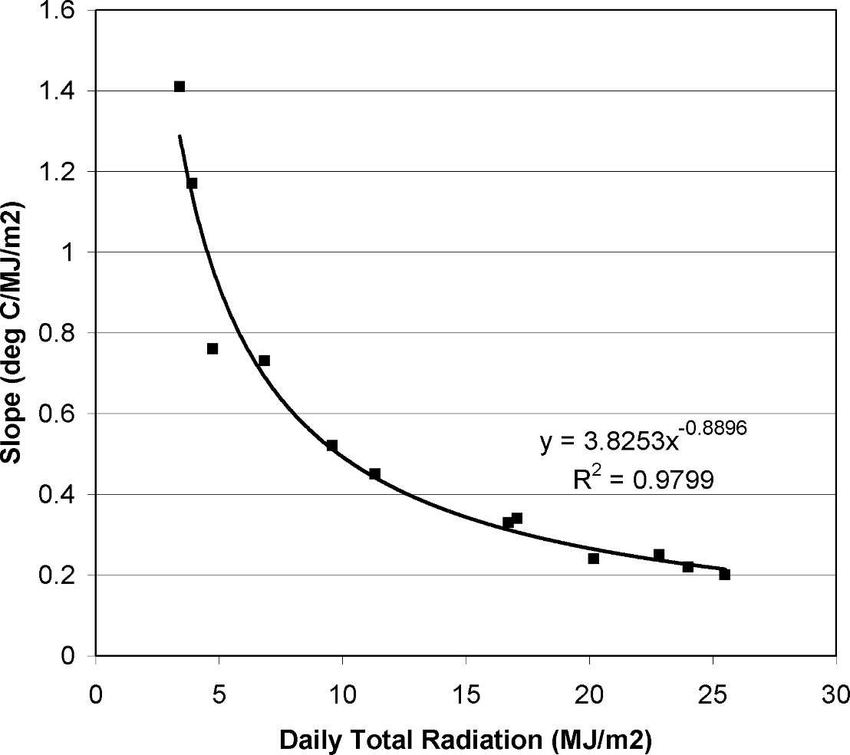 1.6
1.4
1.2
1
0.8
0.6
0.4
0.2
0
Slope (deg C/MJ/m2)
y = 3.8253x^-0.8896
R² = 0.9799
0 5 10 15 20 25 30
Daily Total Radiation (MJ/m2)